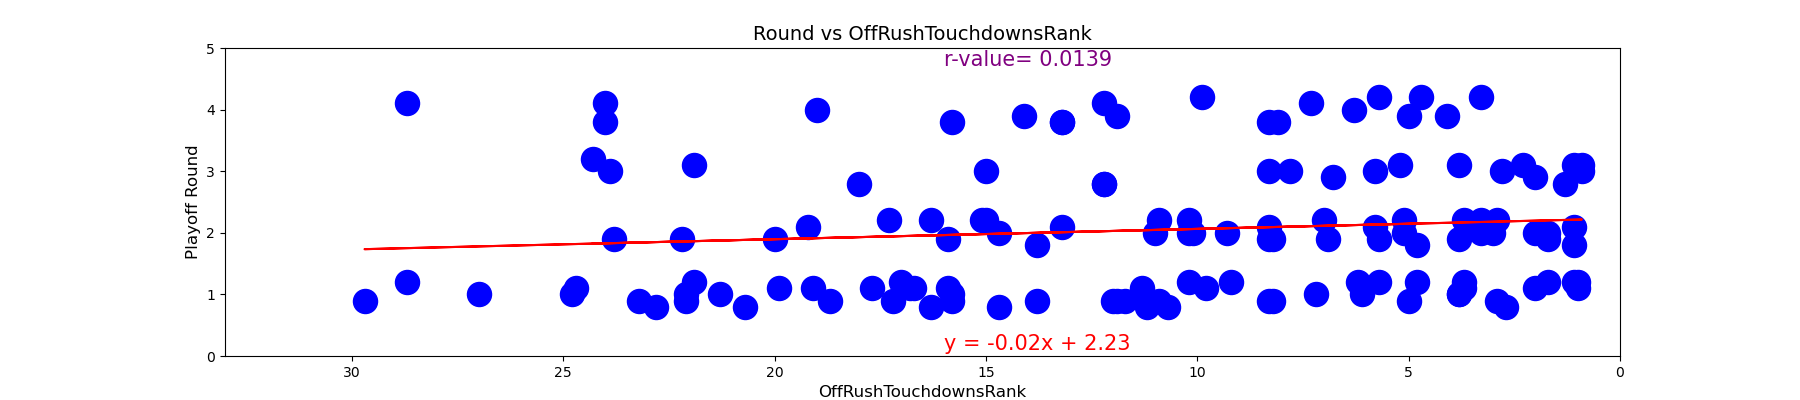 Round vs OffRushTouchdownsRank
r-value= 0.0139
5
4
3
2
1
0
Playoff Round
y = -0.02x + 2.23
30 25 20 15 10 5 0
OffRushTouchdownsRank